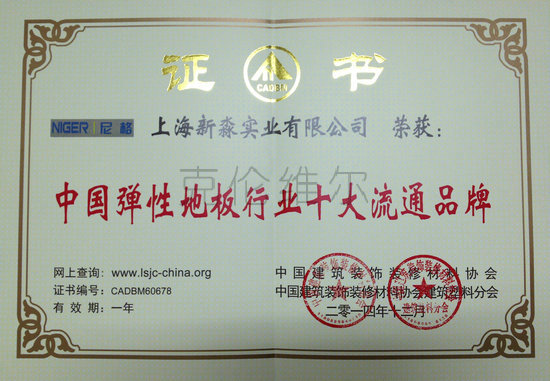 证 书
CADBM
NIGER 尼格 上海新淼实业有限公司 荣获:
克伦维尔
中国弹性地板行业十大流通品牌
网上查询: www.lsjc-china.org
证书编号: CADBM60678
有 效 期: 一年
中国建筑装饰装修材料协会
中国建筑装饰装修材料协会建筑塑料分会
二零一四年十二月